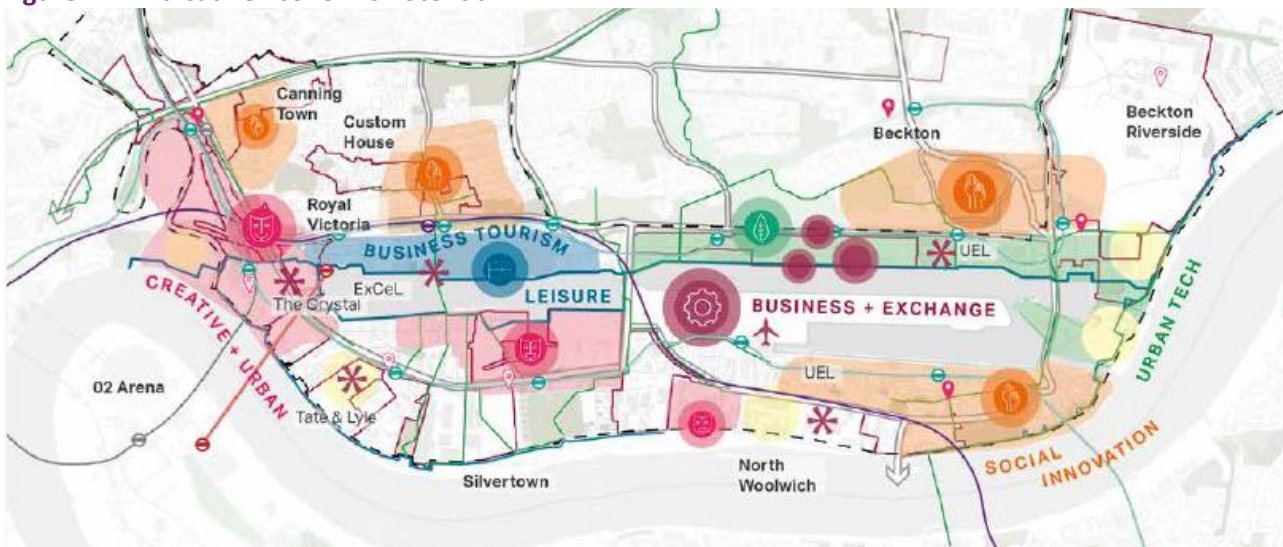 Canning
Town
Custom
House
Beckton
Beckton
Riverside
Royal
Victoria
BUSINESS TOURISM
UEL
ExCeL
LEISURE
The Crystal
BUSINESS + EXCHANGE
CREATIVE + URBAN
URBAN TECH
02 Arena
UEL
Tate & Lyle
SOCIAL
INNOVATION
North
Woolwich
Silvertown